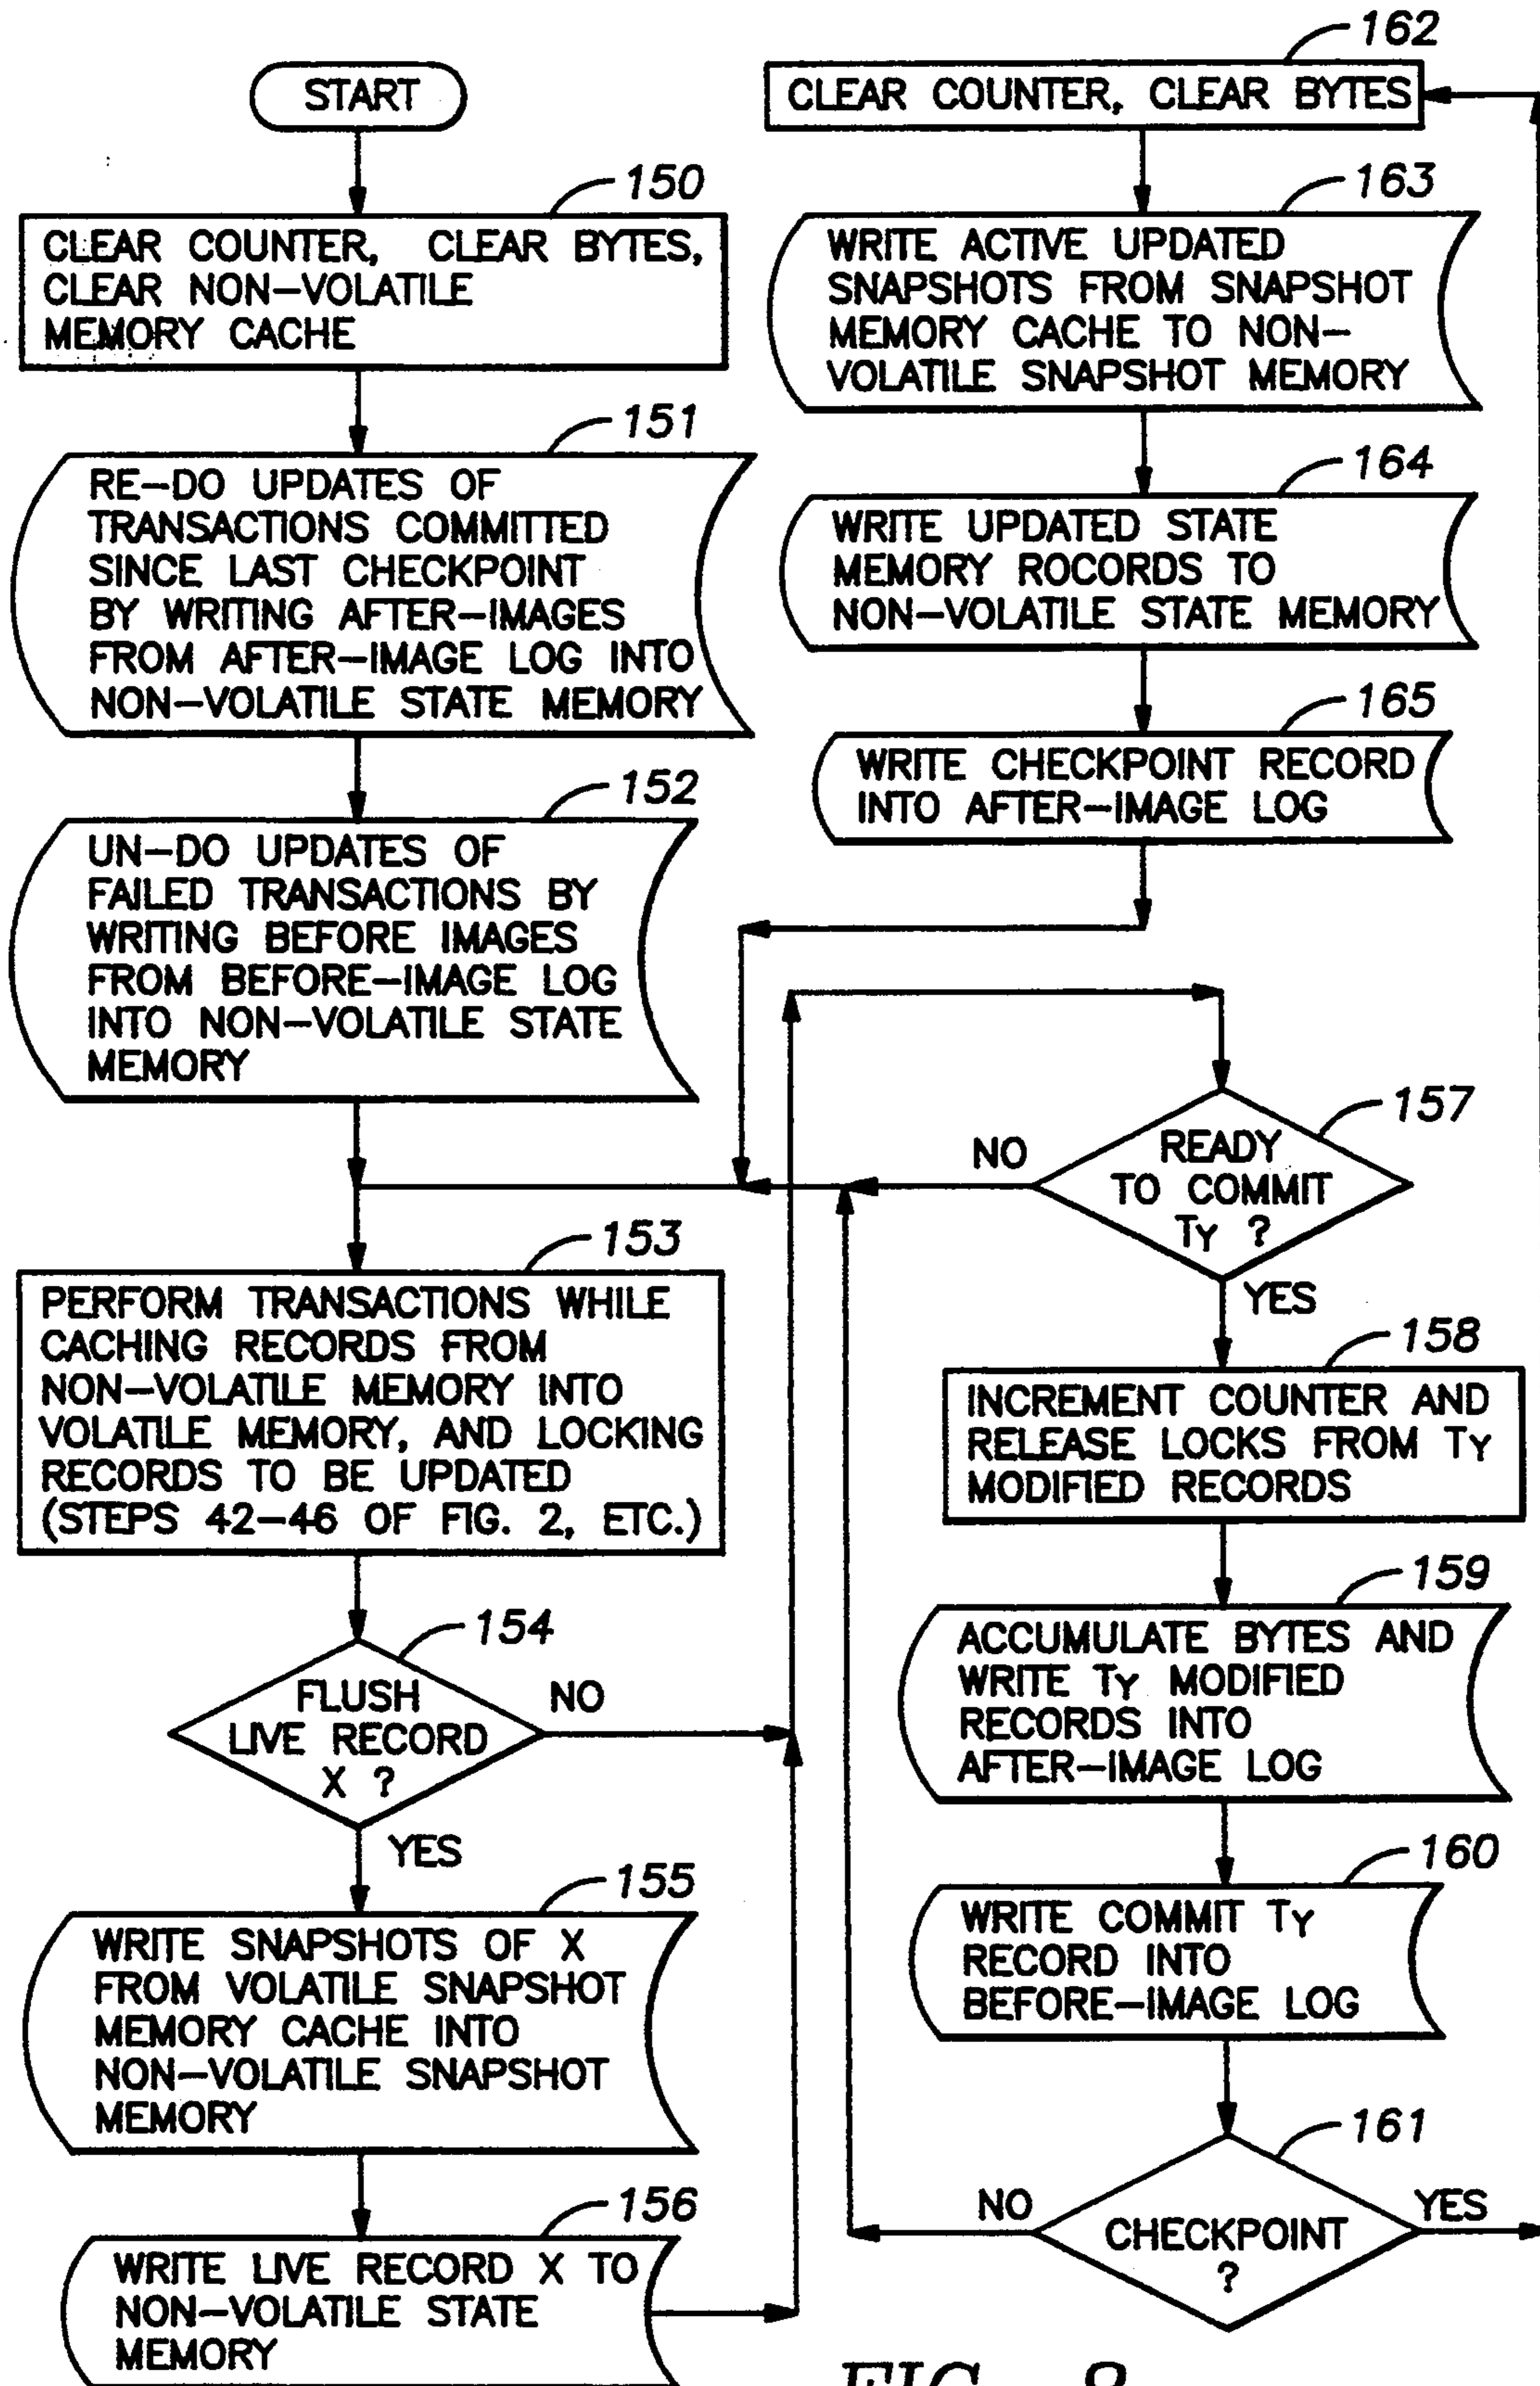 START
150
CLEAR COUNTER, CLEAR BYTES,
CLEAR NON-VOLATILE
MEMORY CACHE
151
RE-DO UPDATES OF
TRANSACTIONS COMMITTED
SINCE LAST CHECKPOINT
BY WRITING AFTER-IMAGES
FROM AFTER-IMAGE LOG INTO
NON-VOLATILE STATE MEMORY
152
UN-DO UPDATES OF
FAILED TRANSACTIONS BY
WRITING BEFORE IMAGES
FROM BEFORE-IMAGE LOG
INTO NON-VOLATILE STATE
MEMORY
153
PERFORM TRANSACTIONS WHILE
CACHING RECORDS FROM
NON-VOLATILE MEMORY INTO
VOLATILE MEMORY, AND LOCKING
RECORDS TO BE UPDATED
(STEPS 42-46 OF FIG. 2, ETC.)
154
FLUSH
LIVE RECORD
X ?
NO
YES
155
WRITE SNAPSHOTS OF X
FROM VOLATILE SNAPSHOT
MEMORY CACHE INTO
NON-VOLATILE SNAPSHOT
MEMORY
156
WRITE LIVE RECORD X TO
NON-VOLATILE STATE
MEMORY
162
CLEAR COUNTER, CLEAR BYTES
163
WRITE ACTIVE UPDATED
SNAPSHOTS FROM SNAPSHOT
MEMORY CACHE TO NON-
VOLATILE SNAPSHOT MEMORY
164
WRITE UPDATED STATE
MEMORY ROCORDS TO
NON-VOLATILE STATE MEMORY
165
WRITE CHECKPOINT RECORD
INTO AFTER-IMAGE LOG
157
READY
TO COMMIT
TY ?
NO
YES
158
INCREMENT COUNTER AND
RELEASE LOCKS FROM TY
MODIFIED RECORDS
159
ACCUMULATE BYTES AND
WRITE TY MODIFIED
RECORDS INTO
AFTER-IMAGE LOG
160
WRITE COMMIT TY
RECORD INTO
BEFORE-IMAGE LOG
161
CHECKPOINT
?
NO
YES